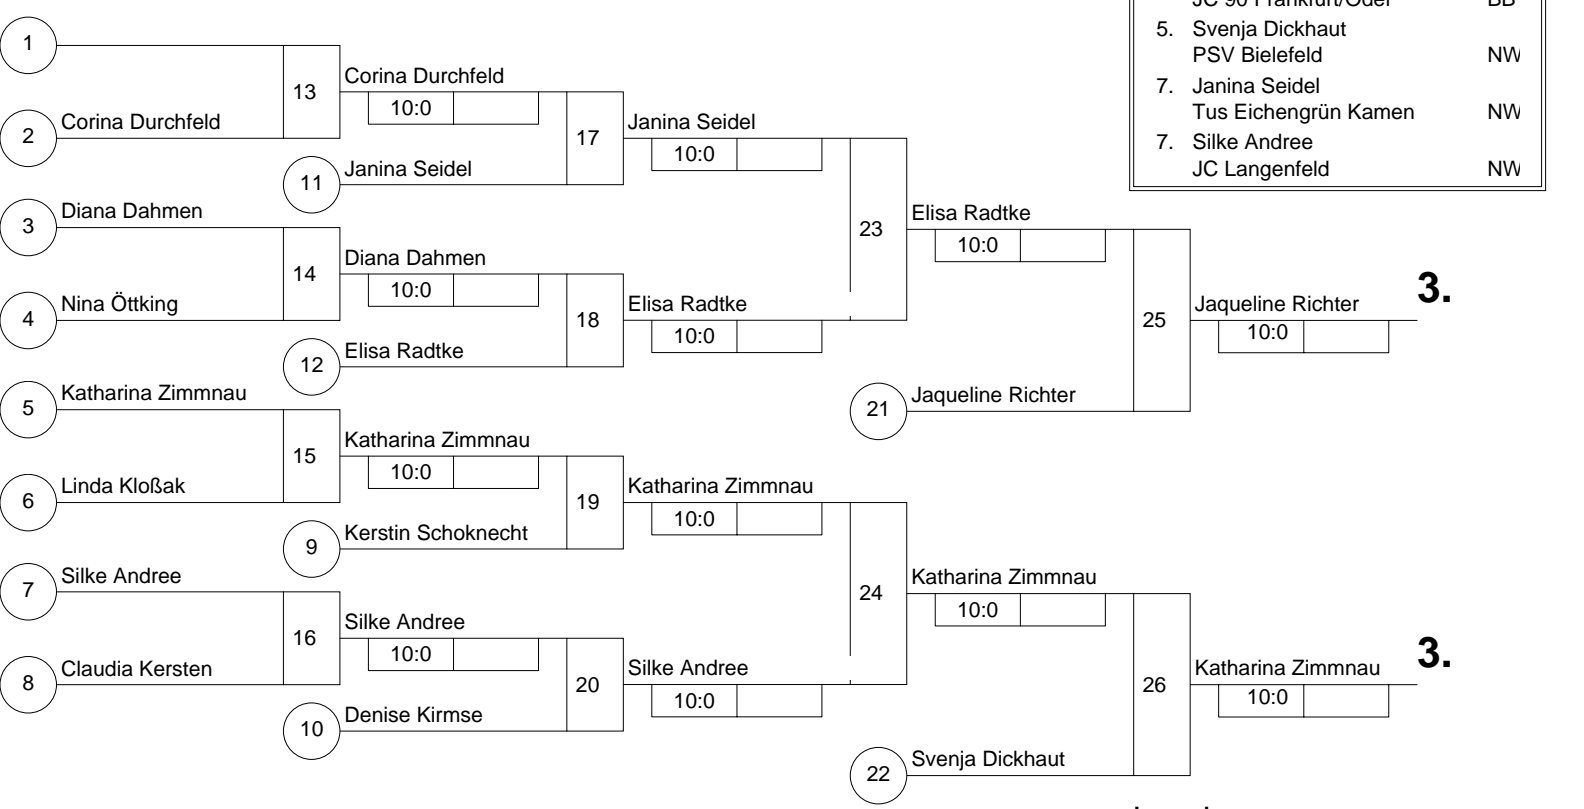 JC 90 Frankfurt/Oder BB
5. Svenja Dickhaut
PSV Bielefeld NW
7. Janina Seidel
Tus Eichengrün Kamen NW
7. Silke Andree
JC Langenfeld NW
1
13
Corina Durchfeld
10:0
2
Corina Durchfeld
17
Janina Seidel
10:0
11
Janina Seidel
3
Diana Dahmen
23
Elisa Radtke
10:0
14
Diana Dahmen
10:0
4
Nina Öttking
18
Elisa Radtke
10:0
12
Elisa Radtke
25
Jaqueline Richter
10:0
3.
5
Katharina Zimmnau
21
Jaqueline Richter
15
Katharina Zimmnau
10:0
6
Linda Kloßak
19
Katharina Zimmnau
10:0
9
Kerstin Schoknecht
7
Silke Andree
24
Katharina Zimmnau
10:0
16
Silke Andree
10:0
8
Claudia Kersten
20
Silke Andree
10:0
10
Denise Kirmse
26
Katharina Zimmnau
10:0
3.
22
Svenja Dickhaut